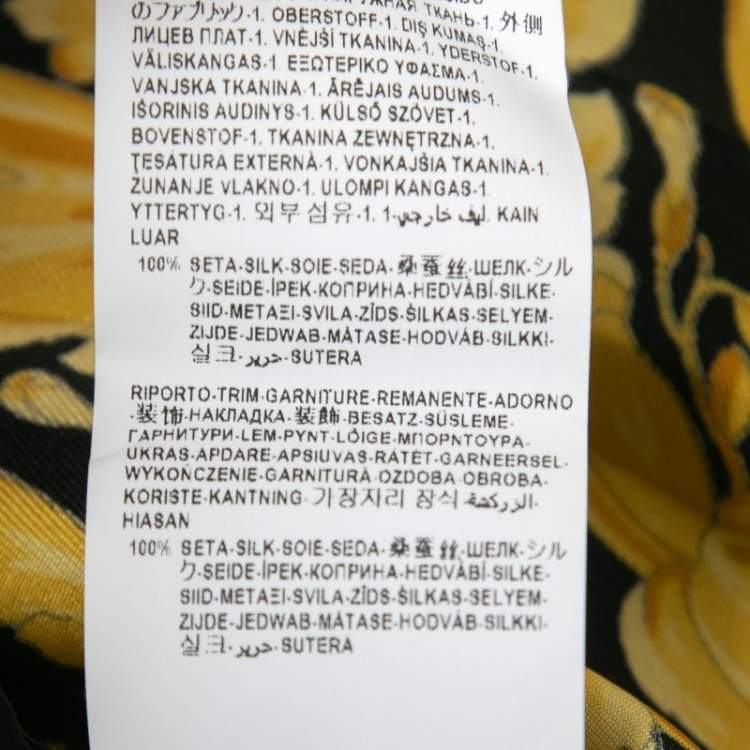 НАРУЖНАЯ ТКАНЬ-1. 外侧
のファブリック-1. OBERSTOFF-1. DIŞ KUMAŞ-1.
ЛИЦЕВ ПЛАТ-1. VNĚJŠÍ TKANINA-1. YDERSTOF-1.
VÄLISKANGAS-1. ΕΞΩΤΕΡΙΚΟ ΥΦΑΣΜΑ-1.
VANJSKA TKANINA-1. ĀRĒJAIS AUDUMS-1.
IŠORINIS AUDINYS-1. KÜLSŐ SZÖVET-1.
BOVENSTOF-1. TKANINA ZEWNĘTRZNA-1.
ŢESATURA EXTERNÀ-1. VONKAJŠIA TKANINA-1.
ZUNANJE VLAKNO-1. ULOMPI KANGAS-1.
YTTERTYG-1. 외부 섬유-1. ليف خارجي-1. KAIN
LUAR
100% SETA-SILK-SOIE-SEDA-桑蚕丝-ШЕЛК-シル
ク-SEIDE-İPEK-КОПРИНА-HEDVÁBÍ-SILKE-
SIID-ΜΕΤΑΞΙ-SVILA-ZĪDS-ŠILKAS-SELYEM-
ZIJDE-JEDWAB-MĂTASE-HODVÁB-SILKKI-
실크-حرير-SUTERA
RIPORTO-TRIM-GARNITURE-REMANENTE-ADORNO
-装饰-НАКЛАДКА-装飾-BESATZ-SÜSLEME-
ГАРНИТУРИ-LEM-PYNT-LÕIGE-ΜΠΟΡΝΤΟΥΡΑ-
UKRAS-APDARE-APSIUVAS-RÁTÉT-GARNEERSEL-
WYKOŃCZENIE-GARNITURĂ-OZDOBA-OBROBA-
KORISTE-KANTNING-가장자리 장식-الزركشة-
HIASAN
100% SETA-SILK-SOIE-SEDA-桑蚕丝-ШЕЛК-シル
ク-SEIDE-İPEK-КОПРИНА-HEDVÁBÍ-SILKE-
SIID-ΜΕΤΑΞΙ-SVILA-ZĪDS-ŠILKAS-SELYEM-
ZIJDE-JEDWAB-MĂTASE-HODVÁB-SILKKI-
실크-حرير-SUTERA